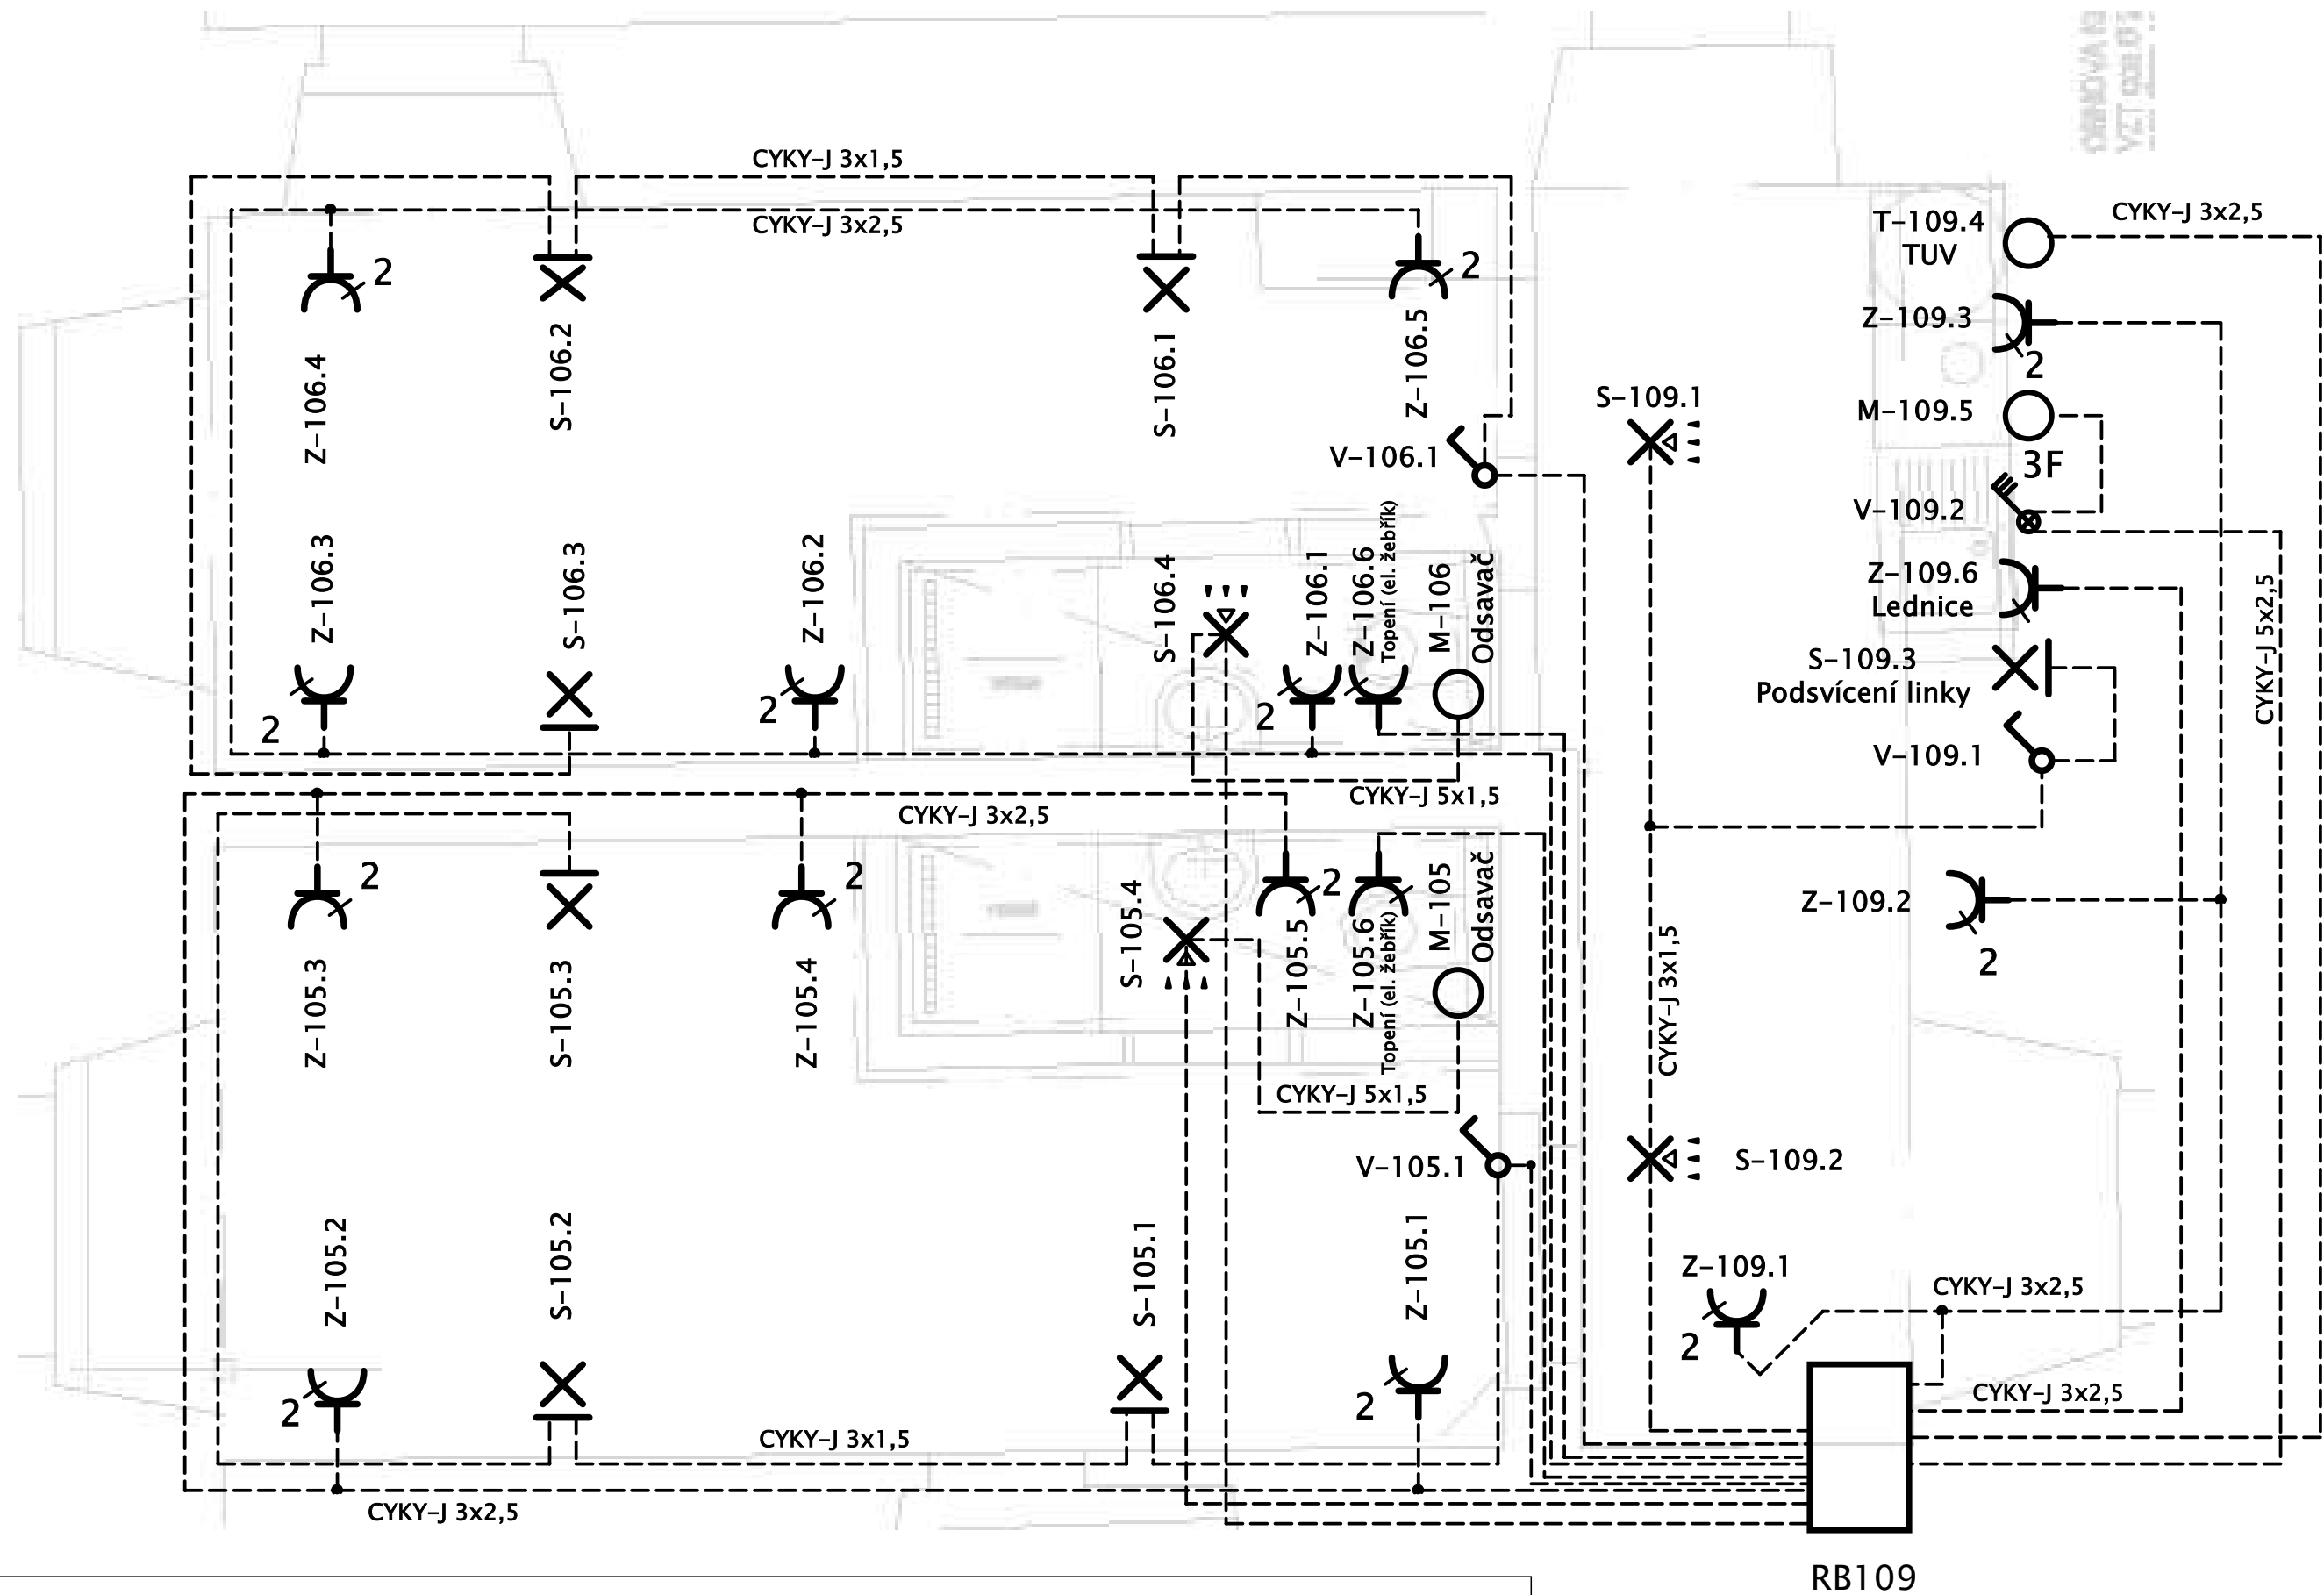 CYKY-J 3x1,5
CYKY-J 3x2,5
2
Z-106.4
S-106.2
S-106.1
2
Z-106.5
T-109.4
TUV
CYKY-J 3x2,5
Z-109.3
2
S-109.1
M-109.5
3F
V-106.1
V-109.2
Z-106.3
2
S-106.3
Z-106.2
2
S-106.4
Z-106.1
2
Z-106.6
Topení (el. žebřík)
M-106
Odsavač
Z-109.6
Lednice
CYKY-J 5x2,5
S-109.3
Podsvícení linky
V-109.1
CYKY-J 3x2,5
CYKY-J 5x1,5
2
Z-105.3
S-105.3
2
Z-105.4
S-105.4
2
Z-105.5
Z-105.6
Topení (el. žebřík)
M-105
Odsavač
Z-109.2
2
CYKY-J 3x1,5
CYKY-J 5x1,5
V-105.1
S-109.2
Z-105.2
2
S-105.2
S-105.1
Z-105.1
2
Z-109.1
2
CYKY-J 3x2,5
CYKY-J 3x2,5
CYKY-J 3x1,5
CYKY-J 3x2,5
RB109